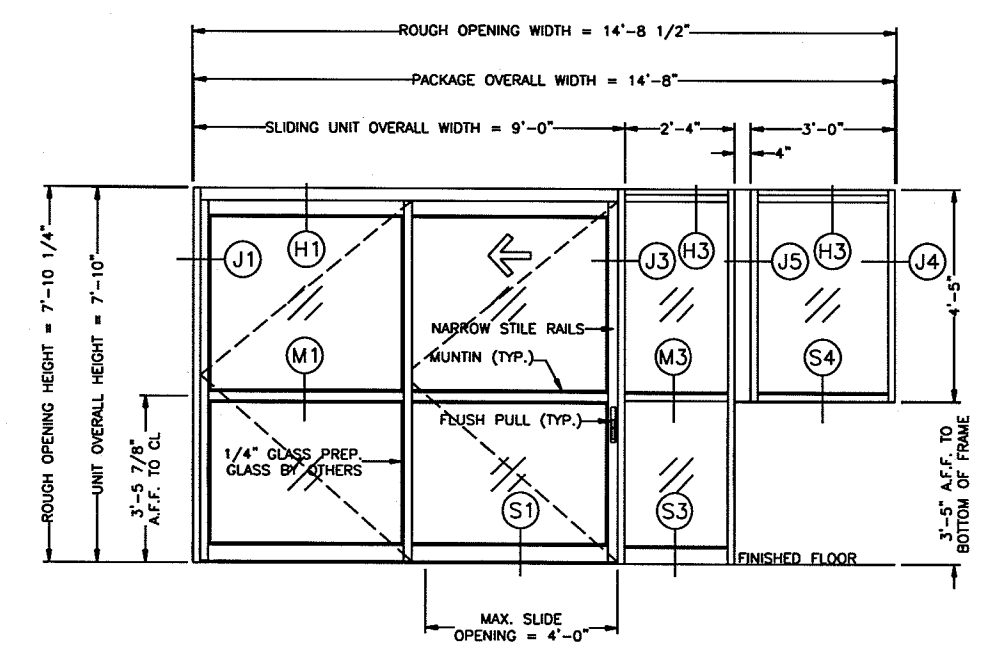 ROUGH OPENING WIDTH = 14'-8 1/2"
PACKAGE OVERALL WIDTH = 14'-8"
SLIDING UNIT OVERALL WIDTH = 9'-0"
2'-4"
3'-0"
4"
ROUGH OPENING HEIGHT = 7'-10 1/4"
UNIT OVERALL HEIGHT = 7'-10"
J1
H1
J3
H3
J5
H3
J4
4'-5"
NARROW STILE RAILS
MUNTIN (TYP.)
M1
M3
S4
FLUSH PULL (TYP.)
3'-5 7/8"
A.F.F. TO CL
1/4" GLASS PREP.
GLASS BY OTHERS
S1
S3
3'-5" A.F.F. TO
BOTTOM OF FRAME
FINISHED FLOOR
MAX. SLIDE
OPENING = 4'-0"